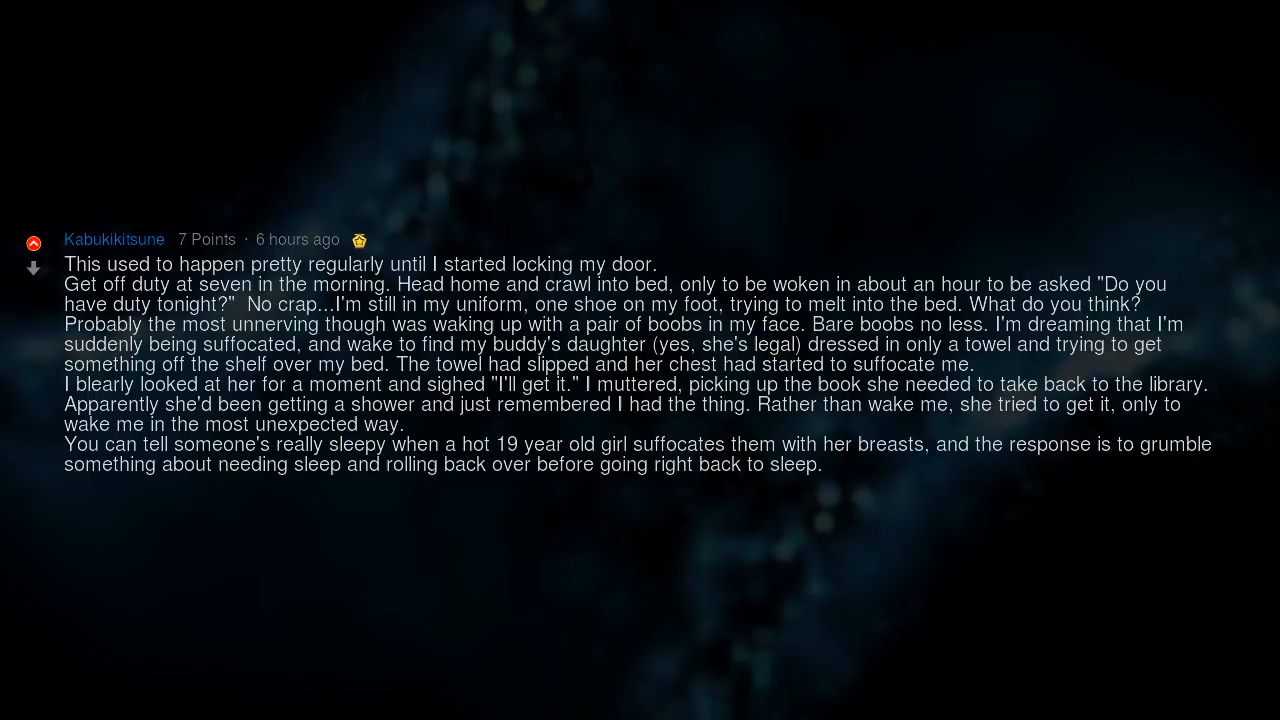 Kabukikitsune 7 Points · 6 hours ago
This used to happen pretty regularly until I started locking my door.
Get off duty at seven in the morning. Head home and crawl into bed, only to be woken in about an hour to be asked "Do you
have duty tonight?"  No crap...I'm still in my uniform, one shoe on my foot, trying to melt into the bed. What do you think?
Probably the most unnerving though was waking up with a pair of boobs in my face. Bare boobs no less. I'm dreaming that I'm
suddenly being suffocated, and wake to find my buddy's daughter (yes, she's legal) dressed in only a towel and trying to get
something off the shelf over my bed. The towel had slipped and her chest had started to suffocate me.
I blearly looked at her for a moment and sighed "I'll get it." I muttered, picking up the book she needed to take back to the library.
Apparently she'd been getting a shower and just remembered I had the thing. Rather than wake me, she tried to get it, only to
wake me in the most unexpected way.
You can tell someone's really sleepy when a hot 19 year old girl suffocates them with her breasts, and the response is to grumble
something about needing sleep and rolling back over before going right back to sleep.